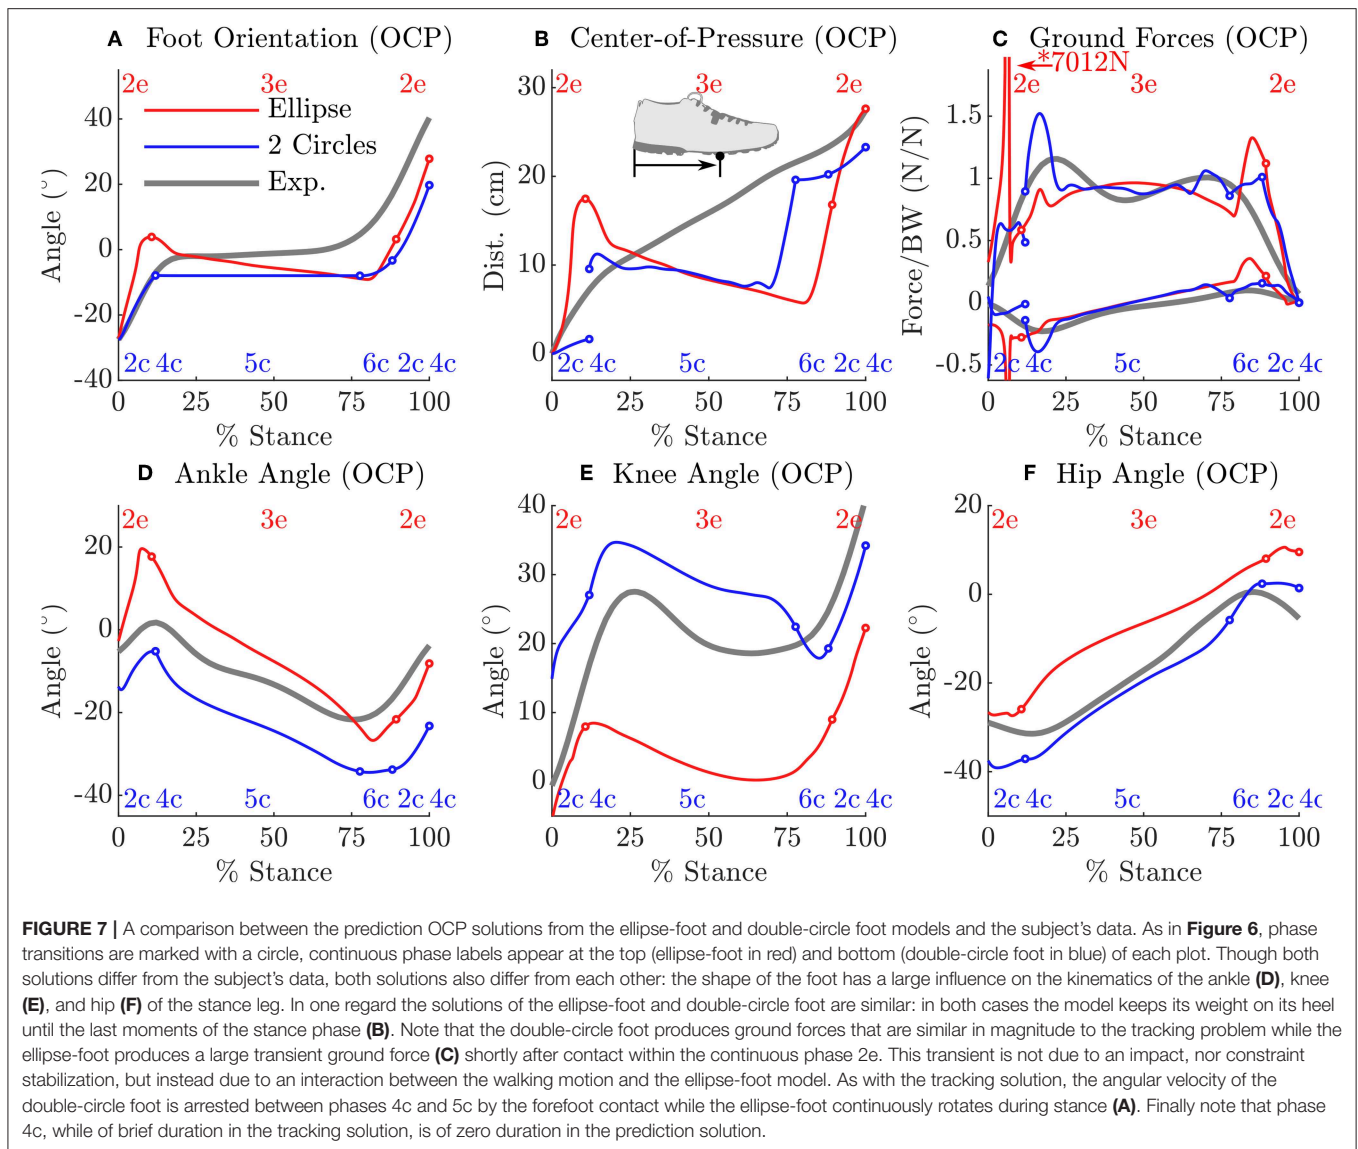 A Foot Orientation (OCP)
2e 3e 2e
Ellipse
2 Circles
Exp.
40
20
0
-20
-40
Angle (°)
2c 4c 5c 6c 2c 4c
0 25 50 75 100
% Stance
B Center-of-Pressure (OCP)
2e 3e 2e
30
20
10
0
Dist. (cm)
2c 4c 5c 6c 2c 4c
0 25 50 75 100
% Stance
C Ground Forces (OCP)
*7012N
2e 3e 2e
1.5
1
0.5
0
-0.5
Force/BW (N/N)
2c 4c 5c 6c 2c 4c
0 25 50 75 100
% Stance
D Ankle Angle (OCP)
2e 3e 2e
20
0
-20
-40
Angle (°)
2c 4c 5c 6c 2c 4c
0 25 50 75 100
% Stance
E Knee Angle (OCP)
2e 3e 2e
40
30
20
10
0
Angle (°)
2c 4c 5c 6c 2c 4c
0 25 50 75 100
% Stance
F Hip Angle (OCP)
2e 3e 2e
20
0
-20
-40
Angle (°)
2c 4c 5c 6c 2c 4c
0 25 50 75 100
% Stance
FIGURE 7 | A comparison between the prediction OCP solutions from the ellipse-foot and double-circle foot models and the subject's data. As in Figure 6, phase
transitions are marked with a circle, continuous phase labels appear at the top (ellipse-foot in red) and bottom (double-circle foot in blue) of each plot. Though both
solutions differ from the subject's data, both solutions also differ from each other: the shape of the foot has a large influence on the kinematics of the ankle (D), knee
(E), and hip (F) of the stance leg. In one regard the solutions of the ellipse-foot and double-circle foot are similar: in both cases the model keeps its weight on its heel
until the last moments of the stance phase (B). Note that the double-circle foot produces ground forces that are similar in magnitude to the tracking problem while the
ellipse-foot produces a large transient ground force (C) shortly after contact within the continuous phase 2e. This transient is not due to an impact, nor constraint
stabilization, but instead due to an interaction between the walking motion and the ellipse-foot model. As with the tracking solution, the angular velocity of the
double-circle foot is arrested between phases 4c and 5c by the forefoot contact while the ellipse-foot continuously rotates during stance (A). Finally note that phase
4c, while of brief duration in the tracking solution, is of zero duration in the prediction solution.